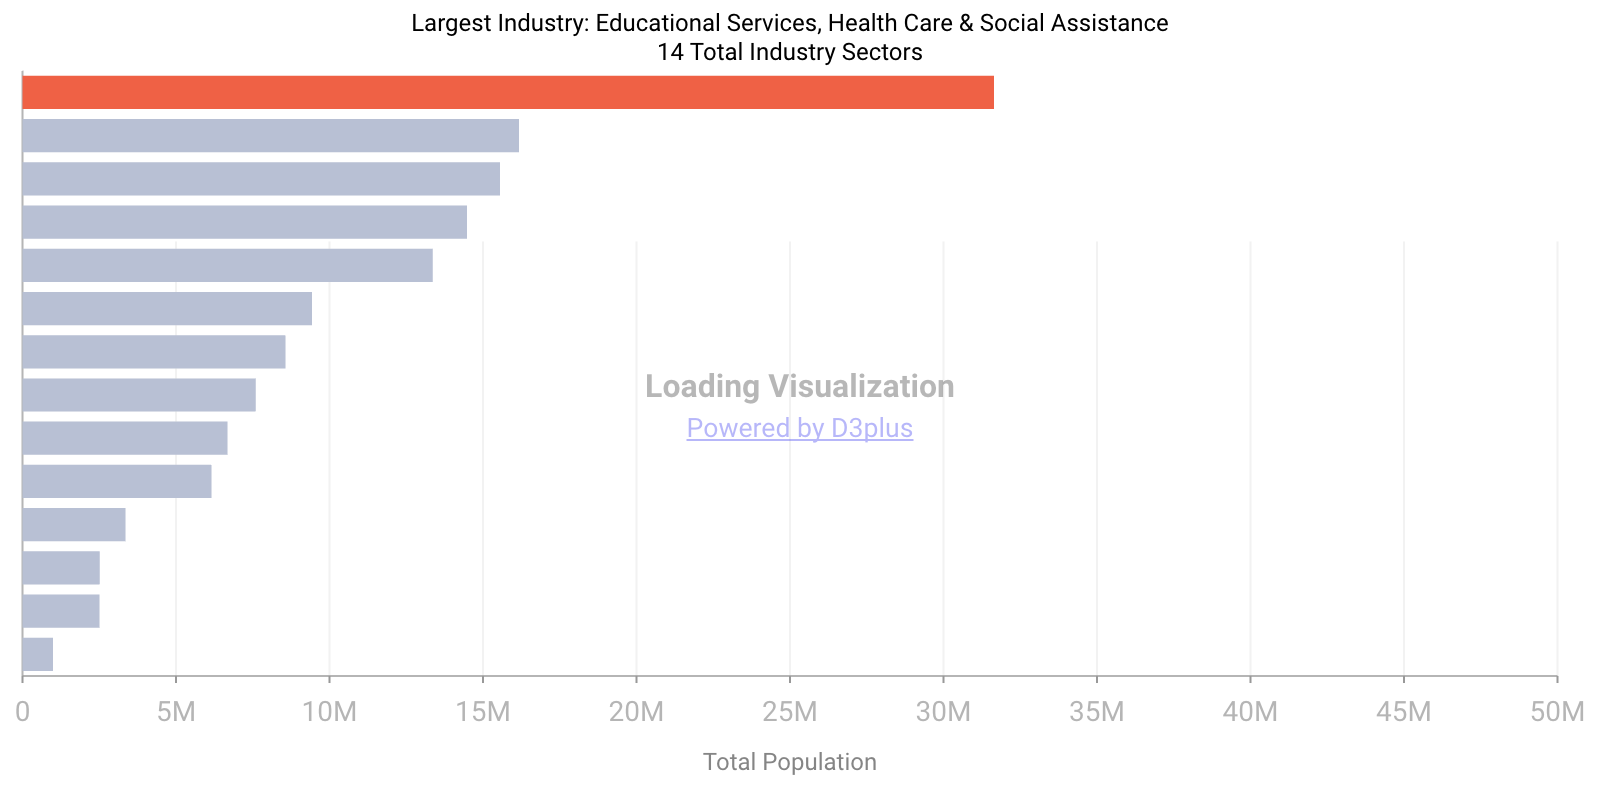 Largest Industry: Educational Services, Health Care & Social Assistance
14 Total Industry Sectors
Loading Visualization
Powered by D3plus
0 5M 10M 15M 20M 25M 30M 35M 40M 45M 50M
Total Population